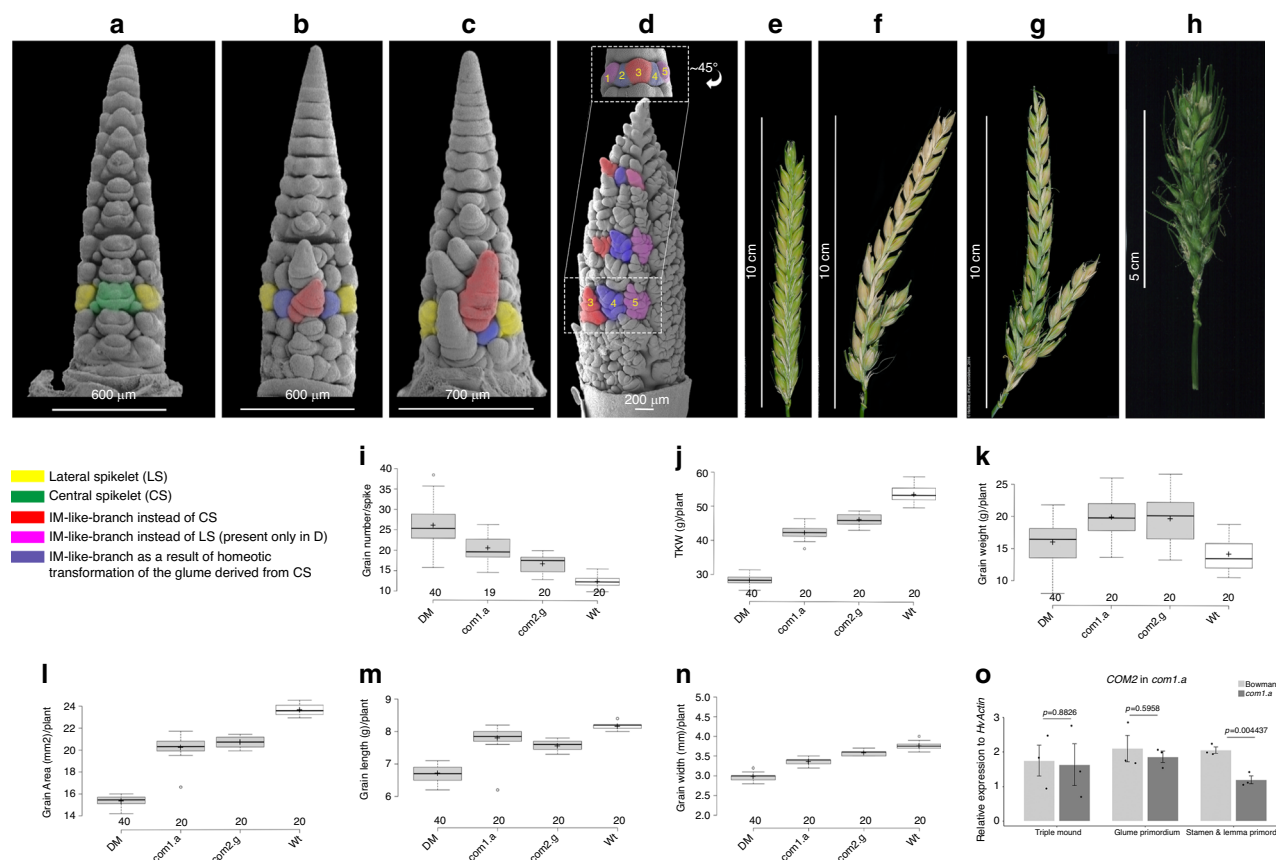 a b c d e f g h
1 2 3 4 5
~45°
3 4 5
600 μm
600 μm
700 μm
200 μm
10 cm
10 cm
10 cm
5 cm
Lateral spikelet (LS)
Central spikelet (CS)
IM-like-branch instead of CS
IM-like-branch instead of LS (present only in D)
IM-like-branch as a result of homeotic
transformation of the glume derived from CS
i
Grain number/spike
40
35
30
25
20
15
10
40 19 20 20
DM com1.a com2.g Wt
j
TKW (g)/plant
60
50
40
30
40 20 20 20
DM com1.a com2.g Wt
k
Grain weight (g)/plant
25
20
15
10
40 20 20 20
DM com1.a com2.g Wt
l
Grain Area (mm2)/plant
24
22
20
18
16
14
40 20 20 20
DM com1.a com2.g Wt
m
Grain length (g)/plant
9
8
7
6
40 20 20 20
DM com1.a com2.g Wt
n
Grain width (mm)/plant
5.0
4.5
4.0
3.5
3.0
2.5
40 20 20 20
DM com1.a com2.g Wt
o
COM2 in com1.a
Bowman
com1.a
Relative expression to HvActin
3
2
1
0
p=0.8826
p=0.5958
p=0.004437
Triple mound
Glume primordium
Stamen & lemma primord